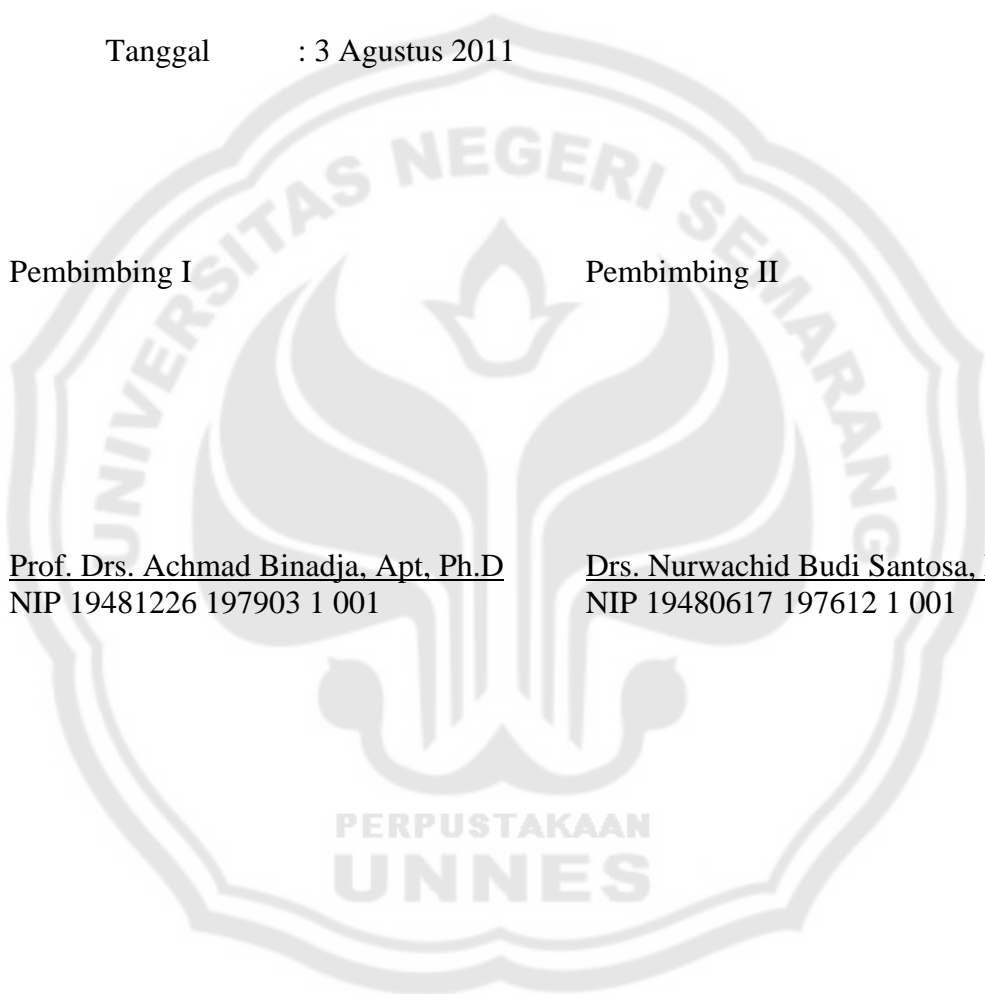 Tanggal : 3 Agustus 2011
UNIVERSITAS NEGERI SEMARANG
Pembimbing I Pembimbing II
Prof. Drs. Achmad Binadja, Apt, Ph.D Drs. Nurwachid Budi Santosa,
NIP 19481226 197903 1 001 NIP 19480617 197612 1 001
PERPUSTAKAAN
UNNES